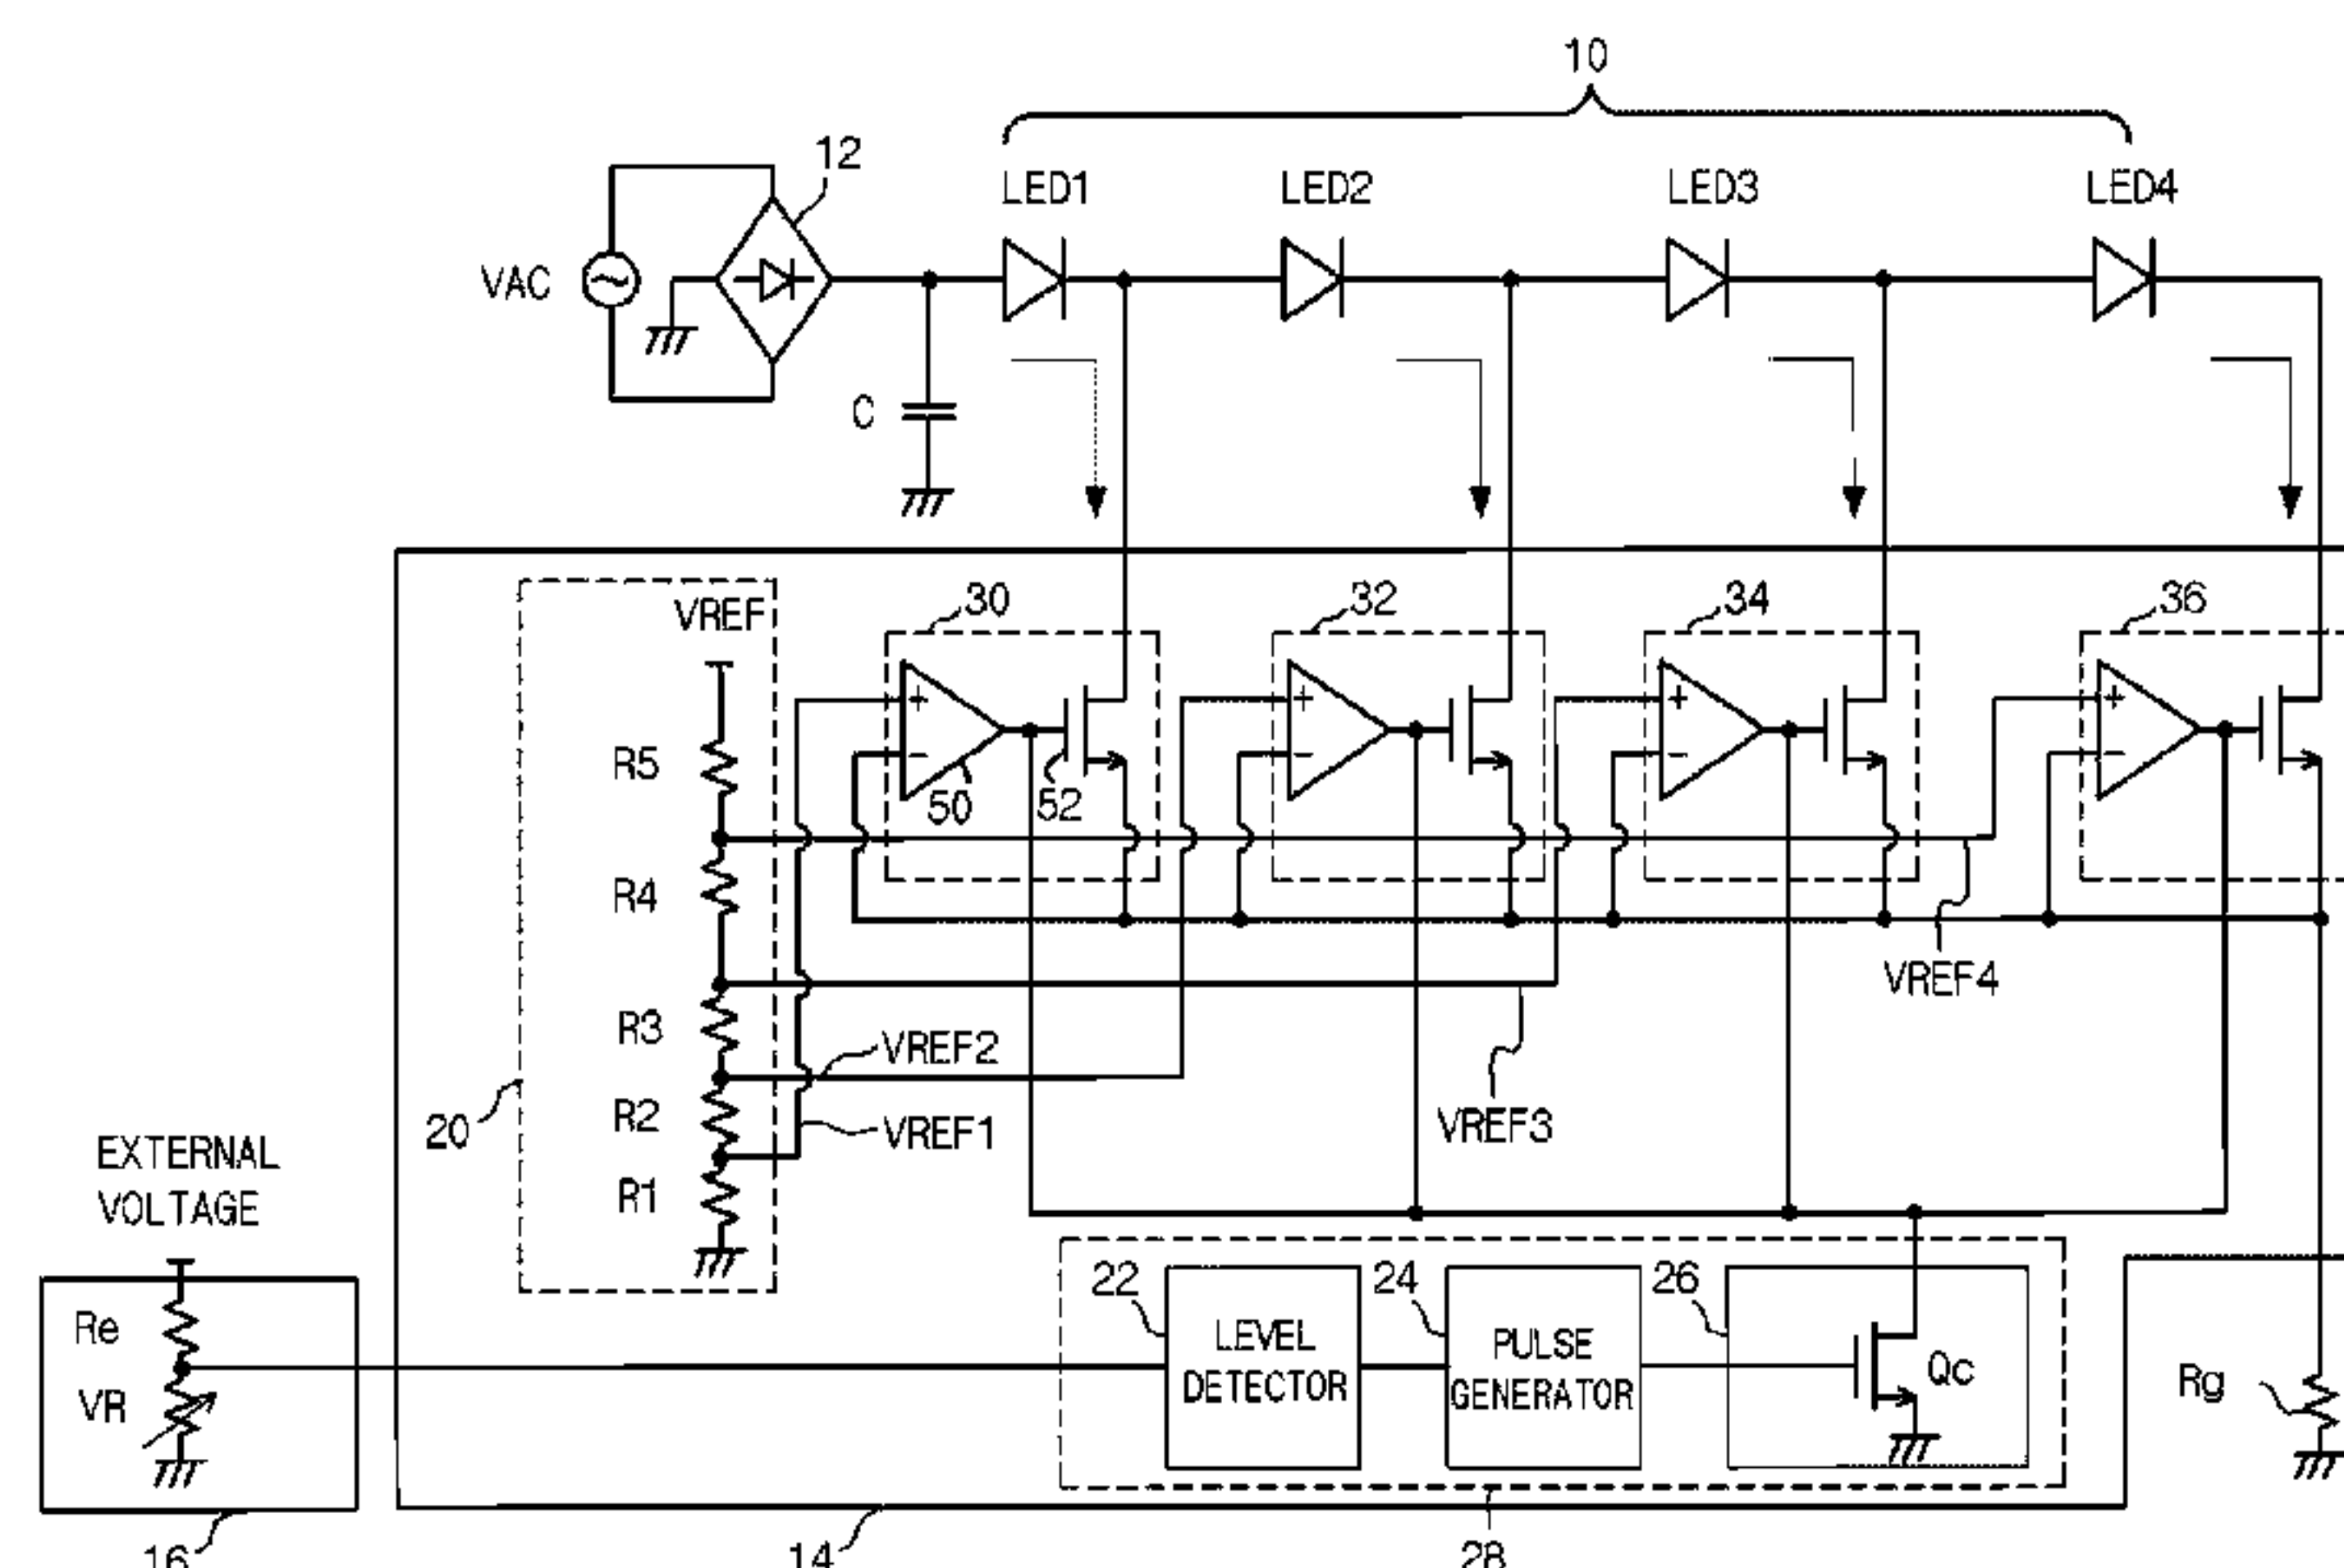 10
12
LED1 LED2 LED3 LED4
VAC
C
30 32 34 36
VREF
+ + + +
R5
50 52
R4
VREF4
R3
VREF2
20
R2
VREF1
VREF3
EXTERNAL
VOLTAGE
R1
22 24 26
Re
LEVEL
DETECTOR
PULSE
GENERATOR
Qc
VR
Rg
16 14 28